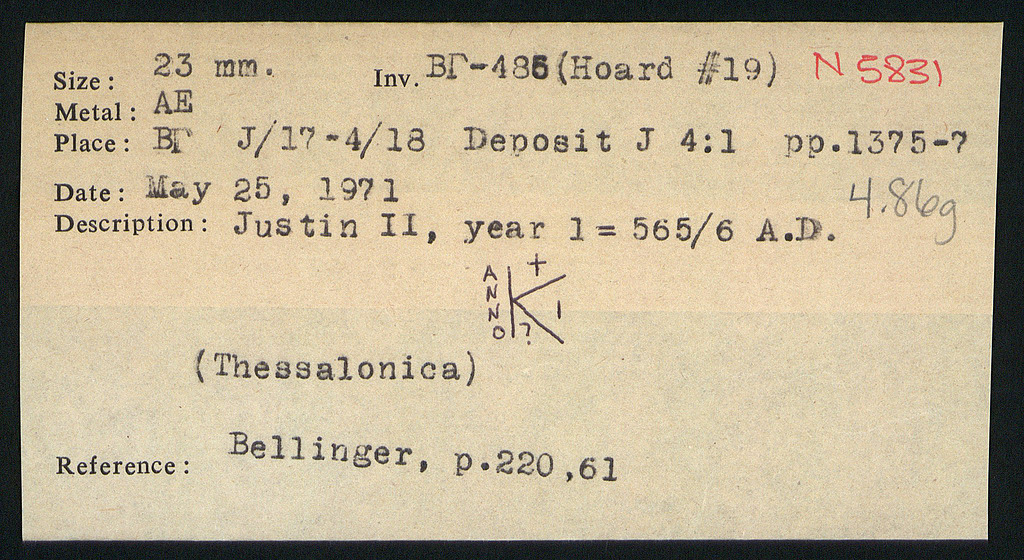 Size: 23 mm. Inv. ΒΓ-486(Hoard #19) N 5831
Metal: AE
Place: ΒΓ J/17-4/18 Deposit J 4:1 pp.1375-7
Date: May 25, 1971 4.86g
Description: Justin II, year 1 = 565/6 A.D.
ANNO K + I ?
(Thessalonica)
Reference: Bellinger, p.220,61